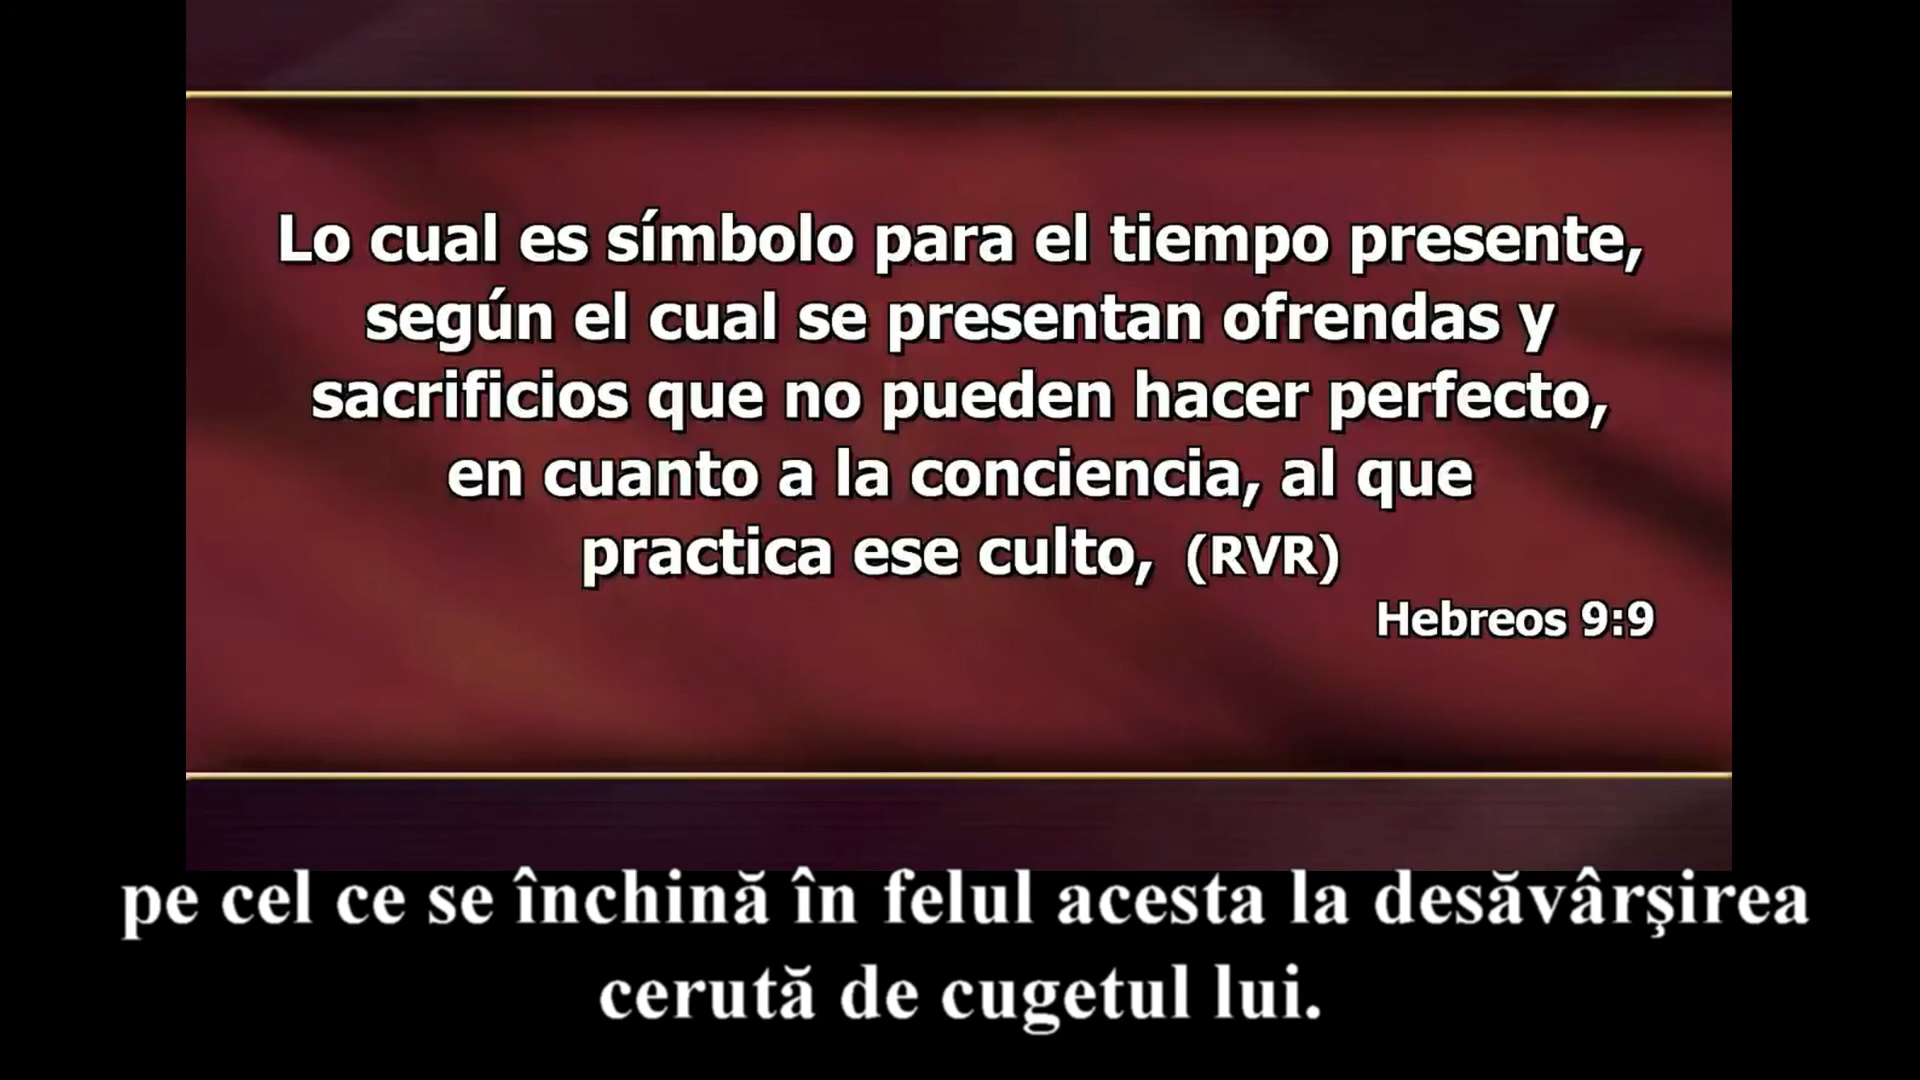 Lo cual es símbolo para el tiempo presente,
según el cual se presentan ofrendas y
sacrificios que no pueden hacer perfecto,
en cuanto a la conciencia, al que
practica ese culto, (RVR)
Hebreos 9:9
pe cel ce se închină în felul acesta la desăvârşirea
cerută de cugetul lui.